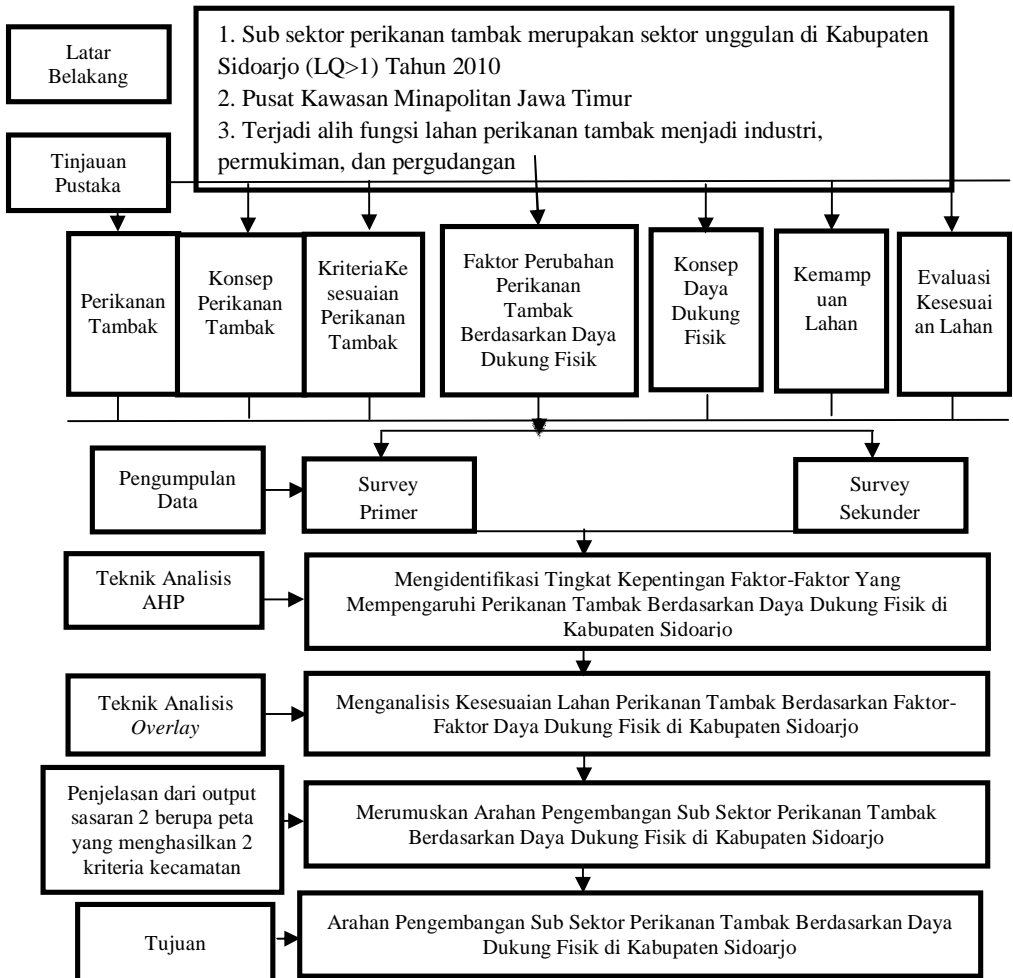 Latar
Belakang
1. Sub sektor perikanan tambak merupakan sektor unggulan di Kabupaten
Sidoarjo (LQ>1) Tahun 2010
2. Pusat Kawasan Minapolitan Jawa Timur
3. Terjadi alih fungsi lahan perikanan tambak menjadi industri,
permukiman, dan pergudangan
Tinjauan
Pustaka
Perikanan
Tambak
Konsep
Perikanan
Tambak
KriteriaKe
sesuaian
Perikanan
Tambak
Faktor Perubahan
Perikanan
Tambak
Berdasarkan Daya
Dukung Fisik
Konsep
Daya
Dukung
Fisik
Kemamp
uan
Lahan
Evaluasi
Kesesuai
an Lahan
Pengumpulan
Data
Survey
Primer
Survey
Sekunder
Teknik Analisis
AHP
Mengidentifikasi Tingkat Kepentingan Faktor-Faktor Yang
Mempengaruhi Perikanan Tambak Berdasarkan Daya Dukung Fisik di
Kabupaten Sidoarjo
Teknik Analisis
Overlay
Menganalisis Kesesuaian Lahan Perikanan Tambak Berdasarkan Faktor-
Faktor Daya Dukung Fisik di Kabupaten Sidoarjo
Penjelasan dari output
sasaran 2 berupa peta
yang menghasilkan 2
kriteria kecamatan
Merumuskan Arahan Pengembangan Sub Sektor Perikanan Tambak
Berdasarkan Daya Dukung Fisik di Kabupaten Sidoarjo
Tujuan
Arahan Pengembangan Sub Sektor Perikanan Tambak Berdasarkan Daya
Dukung Fisik di Kabupaten Sidoarjo